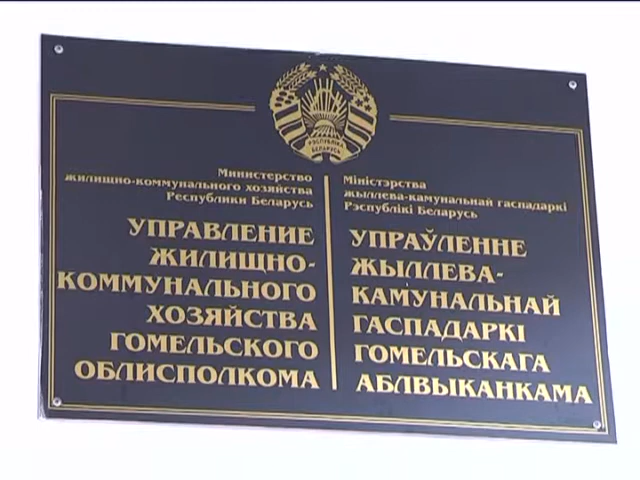 РЭСПУБЛІКА
БЕЛАРУСЬ
Министерство
жилищно-коммунального хозяйства
Республики Беларусь
УПРАВЛЕНИЕ
ЖИЛИЩНО-
КОММУНАЛЬНОГО
ХОЗЯЙСТВА
ГОМЕЛЬСКОГО
ОБЛИСПОЛКОМА
Міністэрства
жыллева-камунальнай гаспадаркі
Рэспублікі Беларусь
УПРАЎЛЕННЕ
ЖЫЛЛЕВА-
КАМУНАЛЬНАЙ
ГАСПАДАРКІ
ГОМЕЛЬСКАГА
АБЛВЫКАНКАМА